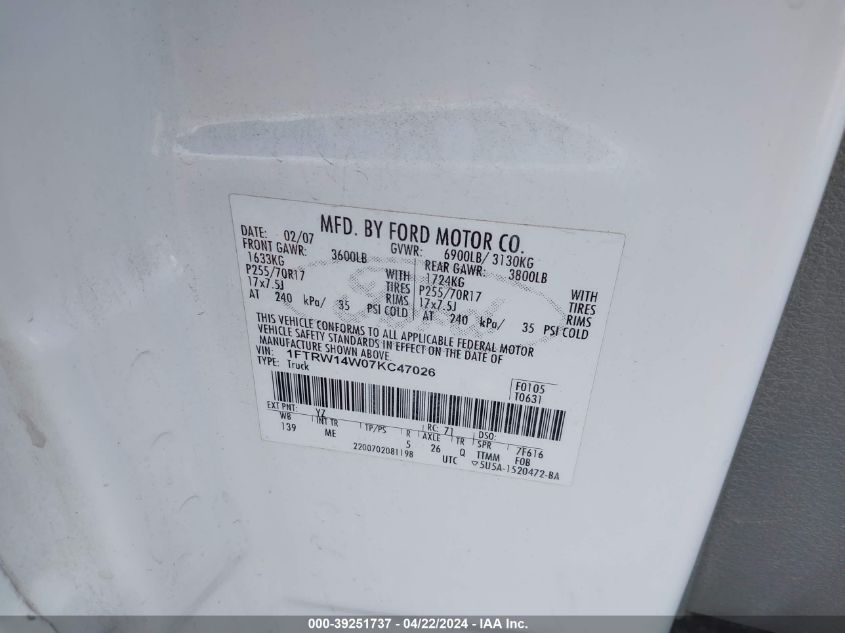 MFD. BY FORD MOTOR CO.
DATE: 02/07 GVWR: 6900LB/ 3130KG
FRONT GAWR: 3600LB REAR GAWR: 3800LB
1633KG WITH 1724KG WITH
P255/70R17 TIRES P255/70R17 TIRES
17x7.5J RIMS 17x7.5J RIMS
AT 240 kPa/ 35 PSI COLD AT 240 kPa/ 35 PSI COLD
THIS VEHICLE CONFORMS TO ALL APPLICABLE FEDERAL MOTOR
VEHICLE SAFETY STANDARDS IN EFFECT ON THE DATE OF
MANUFACTURE SHOWN ABOVE.
VIN: 1FTRW14W07KC47026
TYPE: Truck
F0105
T0631
EXT PNT: YZ RC: 71 DSO:
WB INT TR TP/PS R AXLE TR SPR 7F616
139 ME 5 26 Q TTMM FOB
2200702081198 UTC ▽5U5A-1520472-BA
000-39251737 - 04/22/2024 - IAA Inc.